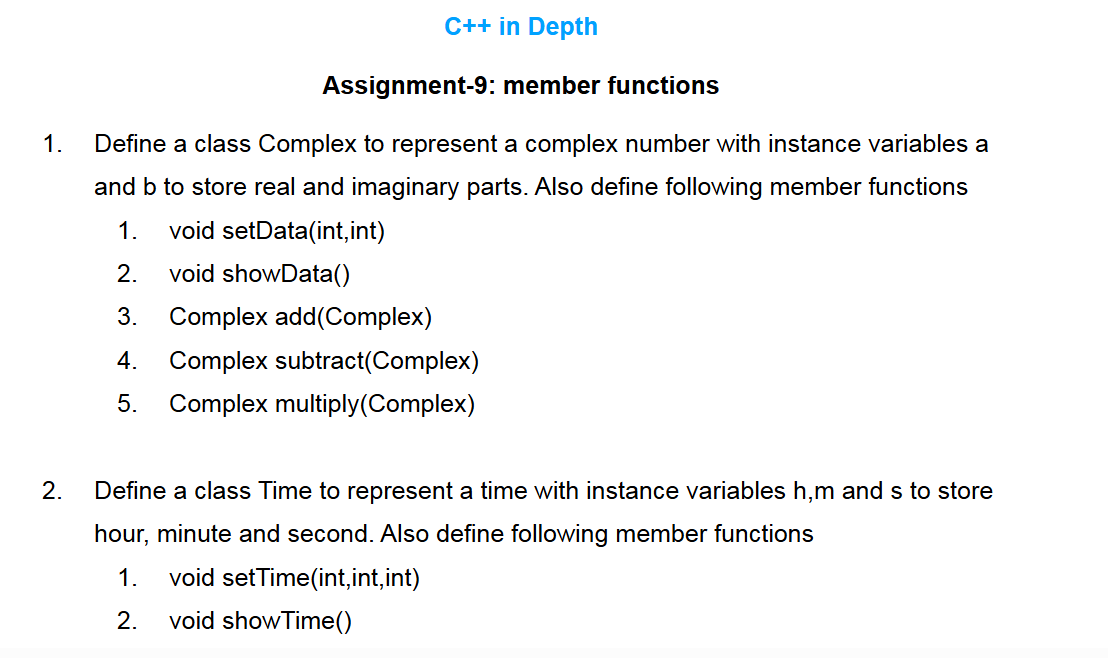 C++ in Depth
Assignment-9: member functions
1. Define a class Complex to represent a complex number with instance variables a
and b to store real and imaginary parts. Also define following member functions
1. void setData(int,int)
2. void showData()
3. Complex add(Complex)
4. Complex subtract(Complex)
5. Complex multiply(Complex)
2. Define a class Time to represent a time with instance variables h,m and s to store
hour, minute and second. Also define following member functions
1. void setTime(int,int,int)
2. void showTime()